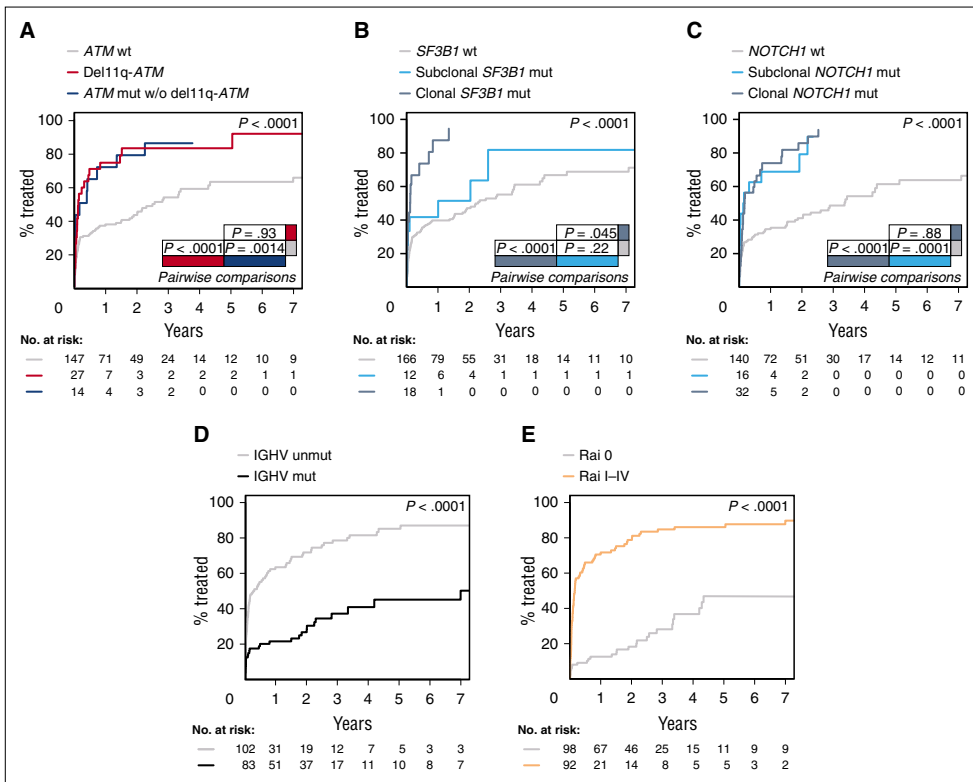 A
ATM wt
Del11q-ATM
ATM mut w/o del11q-ATM
100
80
60
40
20
0
% treated
P < .0001
P = .93
P < .0001 P = .0014
Pairwise comparisons
1 2 3 4 5 6 7
Years
No. at risk:
147 71 49 24 14 12 10 9
27 7 3 2 2 2 1 1
14 4 3 2 0 0 0 0
B
SF3B1 wt
Subclonal SF3B1 mut
Clonal SF3B1 mut
100
80
60
40
20
0
% treated
P < .0001
P = .045
P < .0001 P = .22
Pairwise comparisons
1 2 3 4 5 6 7
Years
No. at risk:
166 79 55 31 18 14 11 10
12 6 4 1 1 1 1 1
18 1 0 0 0 0 0 0
C
NOTCH1 wt
Subclonal NOTCH1 mut
Clonal NOTCH1 mut
100
80
60
40
20
0
% treated
P < .0001
P = .88
P < .0001 P = .0001
Pairwise comparisons
1 2 3 4 5 6 7
Years
No. at risk:
140 72 51 30 17 14 12 11
16 4 2 0 0 0 0 0
32 5 2 0 0 0 0 0
D
IGHV unmut
IGHV mut
100
80
60
40
20
0
% treated
P < .0001
1 2 3 4 5 6 7
Years
No. at risk:
102 31 19 12 7 5 3 3
83 51 37 17 11 10 8 7
E
Rai 0
Rai I–IV
100
80
60
40
20
0
% treated
P < .0001
1 2 3 4 5 6 7
Years
No. at risk:
98 67 46 25 15 11 9 9
92 21 14 8 5 5 3 2